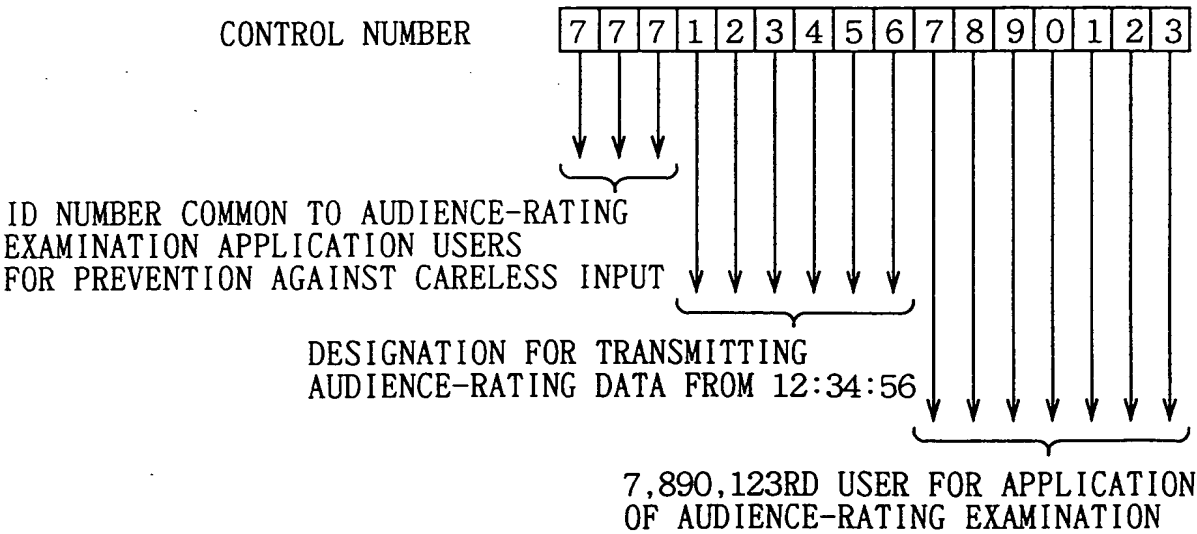 CONTROL NUMBER 7 7 7 1 2 3 4 5 6 7 8 9 0 1 2 3
ID NUMBER COMMON TO AUDIENCE-RATING
EXAMINATION APPLICATION USERS
FOR PREVENTION AGAINST CARELESS INPUT
DESIGNATION FOR TRANSMITTING
AUDIENCE-RATING DATA FROM 12:34:56
7,890,123RD USER FOR APPLICATION
OF AUDIENCE-RATING EXAMINATION